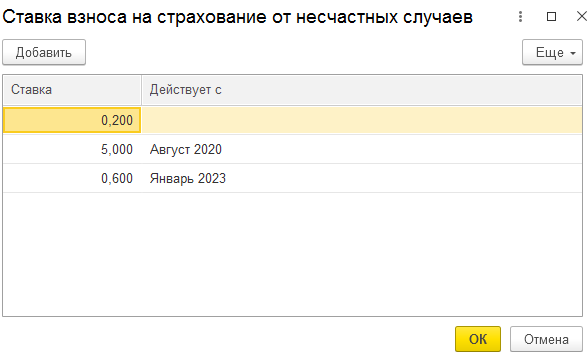 Ставка взноса на страхование от несчастных случаев
Добавить Еще
Ставка Действует с
0,200
5,000 Август 2020
0,600 Январь 2023
ОК Отмена